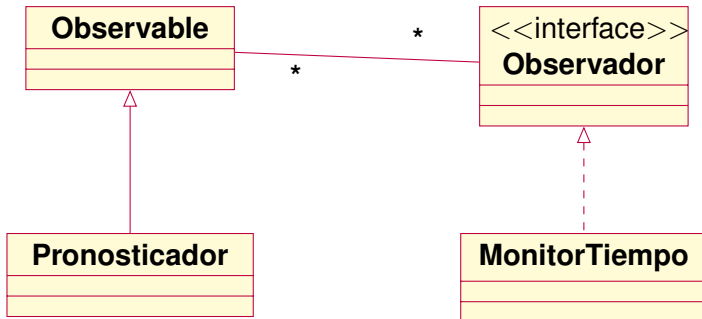 Observable
*
*
<<interface>>
Observador
Pronosticador
MonitorTiempo